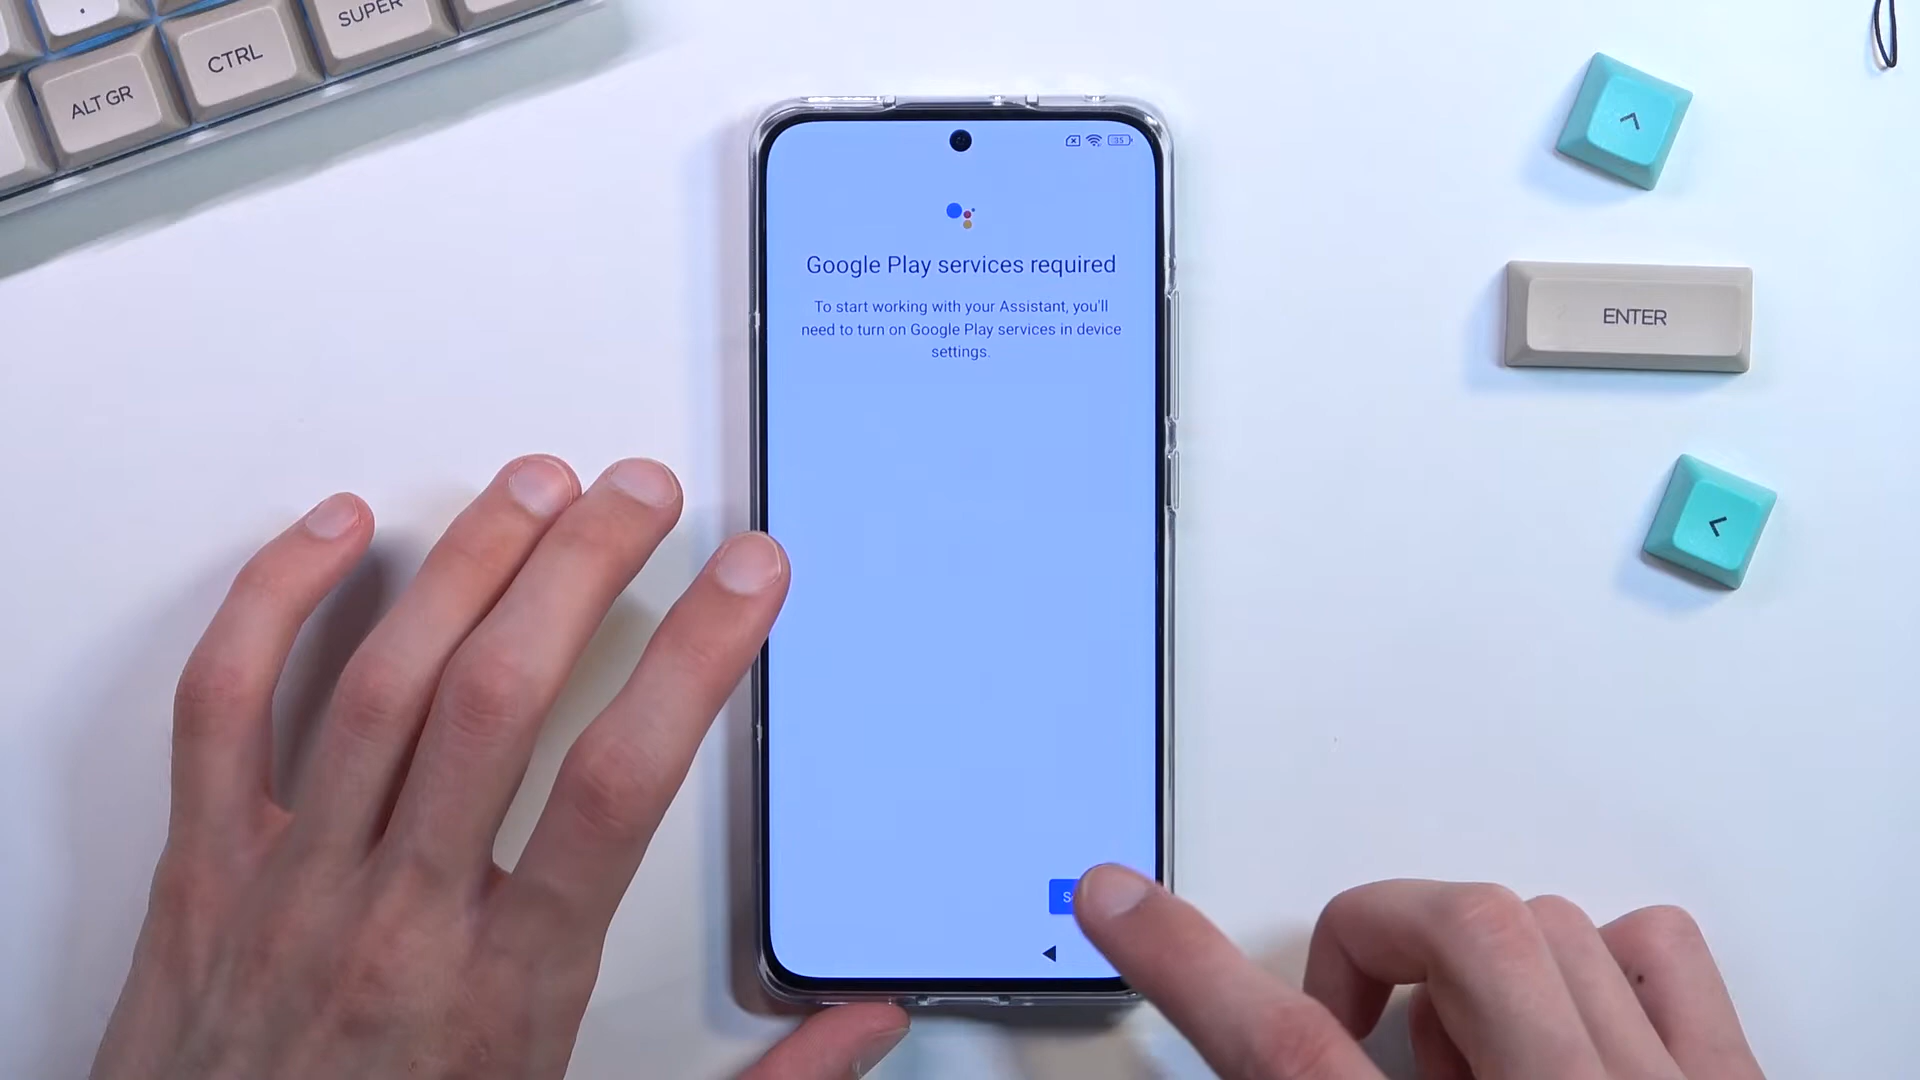 SUPER
CTRL
ALT GR
35
Google Play services required
To start working with your Assistant, you'll
need to turn on Google Play services in device
settings.
ENTER